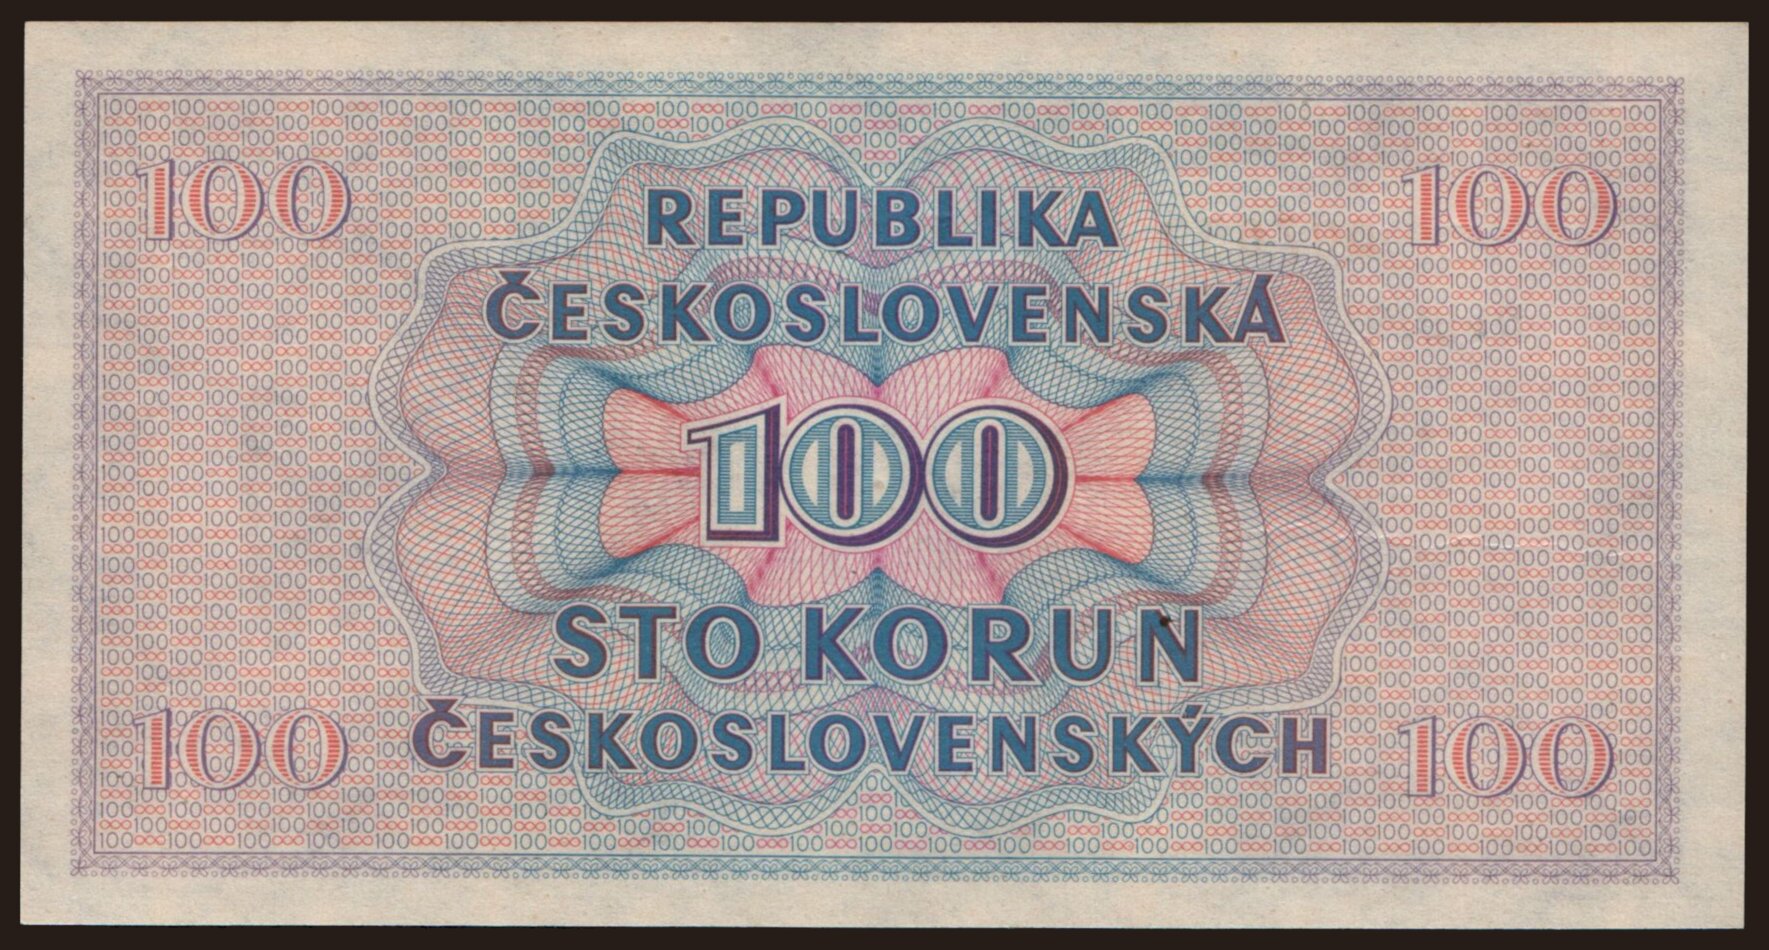 100 100
REPUBLIKA
ČESKOSLOVENSKÁ
100
STO KORUN
ČESKOSLOVENSKÝCH
100 100